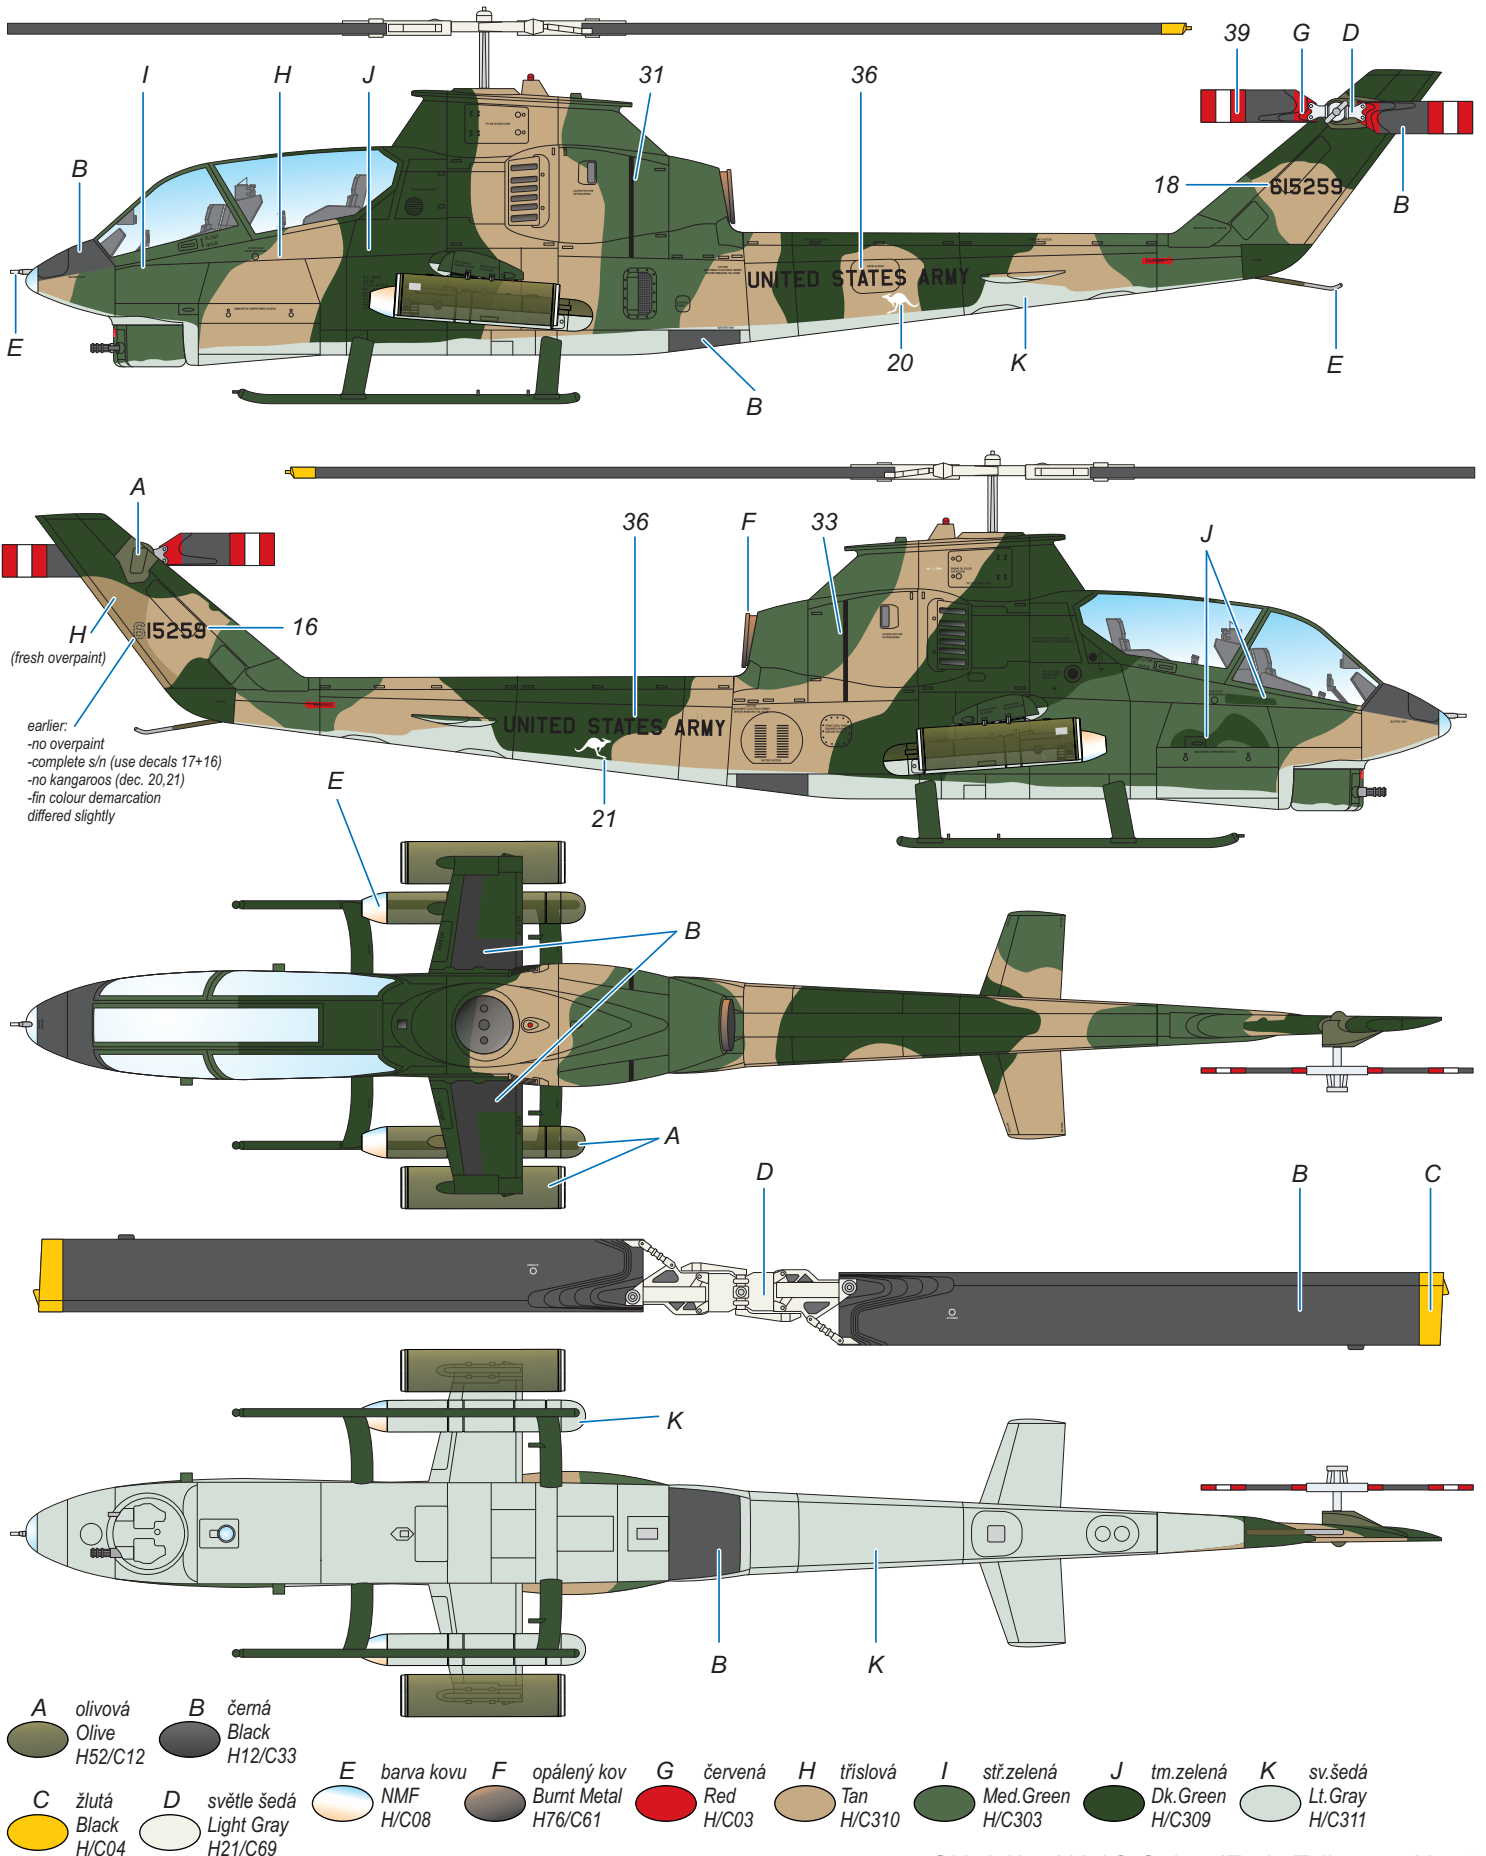 39
G
D
I
H
J
31
36
B
18
615259
B
UNITED STATES ARMY
E
20
K
E
B
A
36
F
33
J
H
(fresh overpaint)
615259
16
UNITED STATES ARMY
earlier:
-no overpaint
-complete s/n (use decals 17+16)
-no kangaroos (dec. 20,21)
-fin colour demarcation
differed slightly
21
E
B
A
D
B
C
K
B
K
A olivová
Olive
H52/C12
B černá
Black
H12/C33
C žlutá
Black
H/C04
D světle šedá
Light Gray
H21/C69
E barva kovu
NMF
H/C08
F opálený kov
Burnt Metal
H76/C61
G červená
Red
H/C03
H tříslová
Tan
H/C310
I stř.zelená
Med.Green
H/C303
J tm.zelená
Dk.Green
H/C309
K sv.šedá
Lt.Gray
H/C311